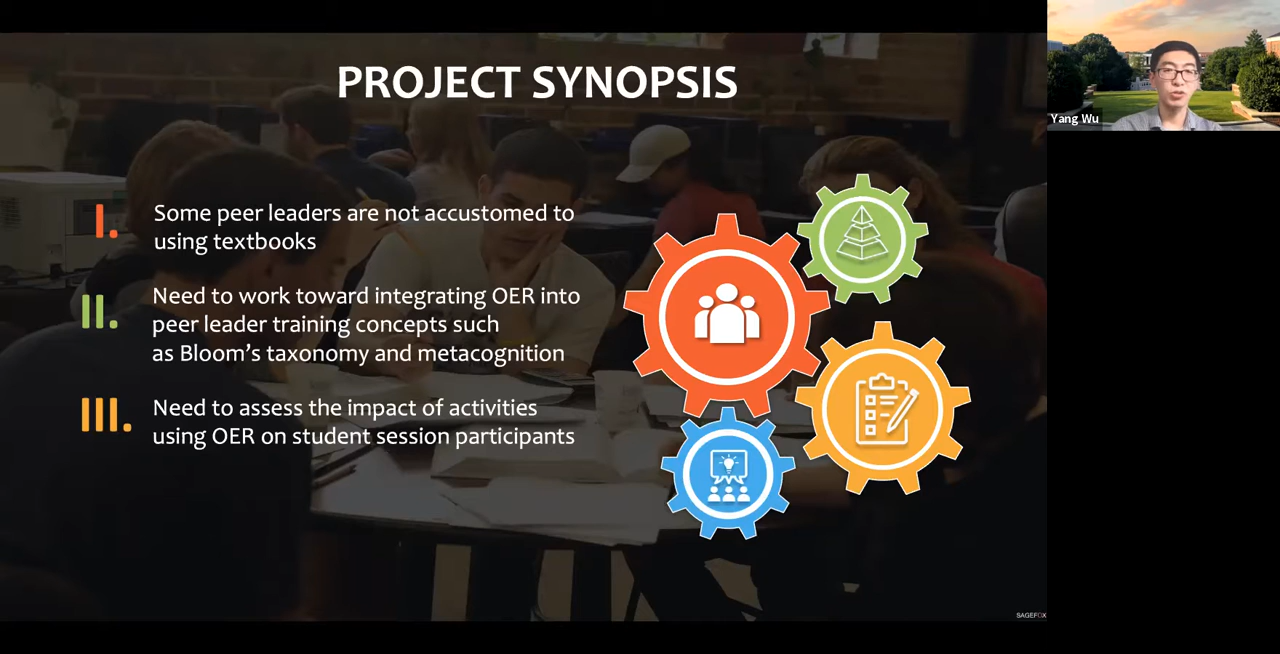 PROJECT SYNOPSIS
I.
Some peer leaders are not accustomed to
using textbooks
II.
Need to work toward integrating OER into
peer leader training concepts such
as Bloom’s taxonomy and metacognition
III.
Need to assess the impact of activities
using OER on student session participants
Yang Wu
SAGEFOX